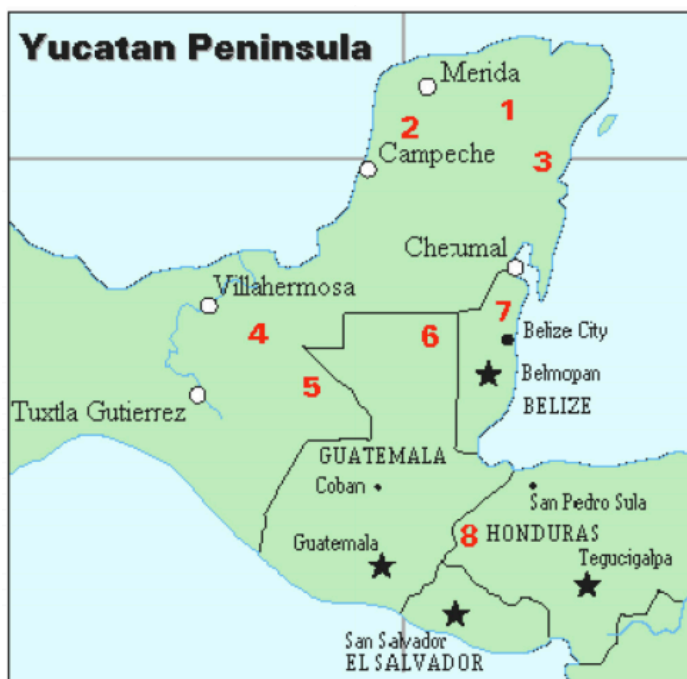 Yucatan Peninsula
Merida
1
2
3
Campeche
Chetumal
Villahermosa
7
4
6
Belize City
5
Belmopan
Tuxtla Gutierrez
BELIZE
GUATEMALA
Coban
San Pedro Sula
8 HONDURAS
Guatemala
Tegucigalpa
San Salvador
EL SALVADOR